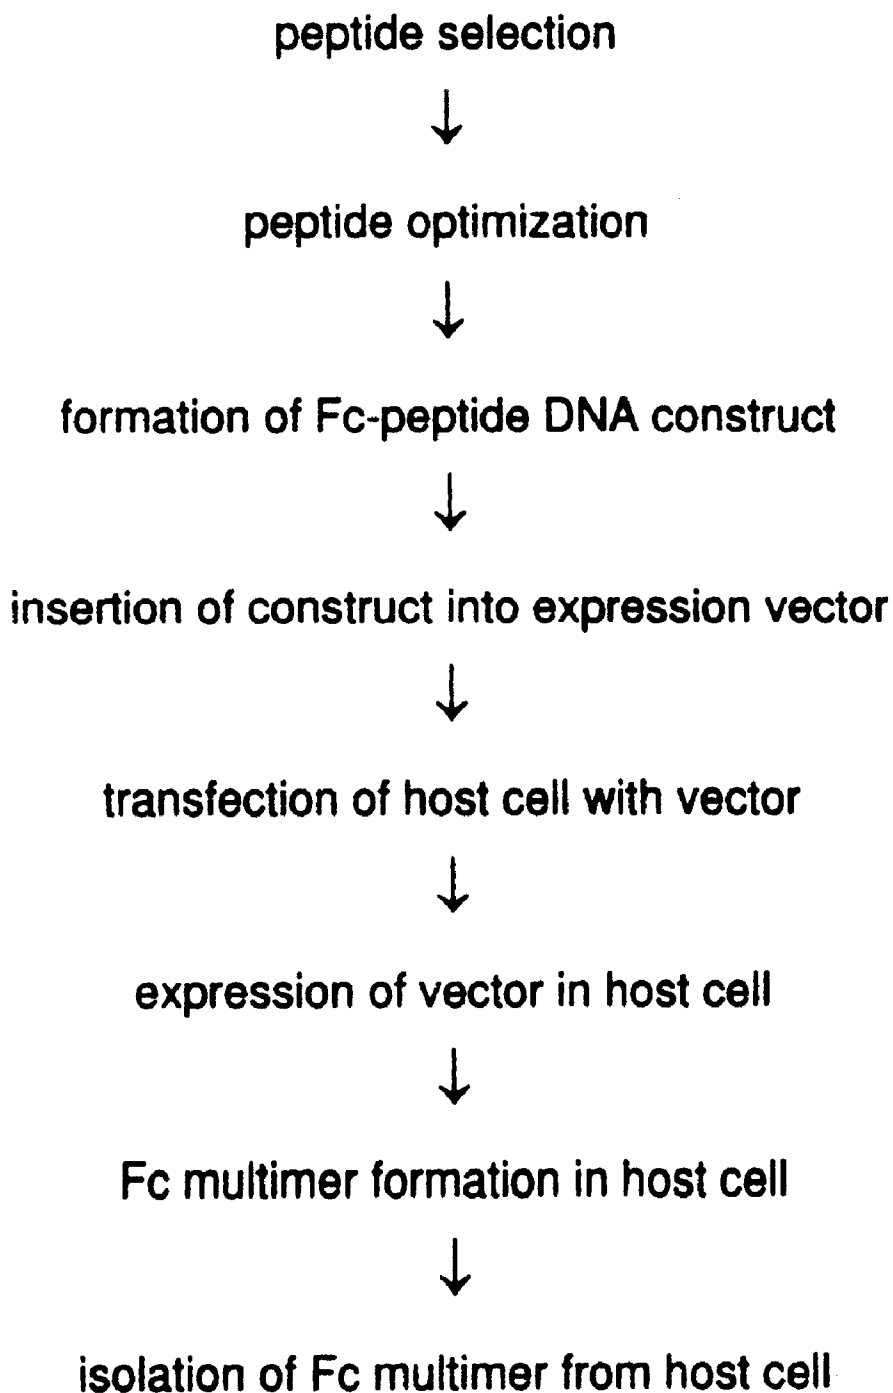 peptide selection
↓
peptide optimization
↓
formation of Fc-peptide DNA construct
↓
insertion of construct into expression vector
↓
transfection of host cell with vector
↓
expression of vector in host cell
↓
Fc multimer formation in host cell
↓
isolation of Fc multimer from host cell